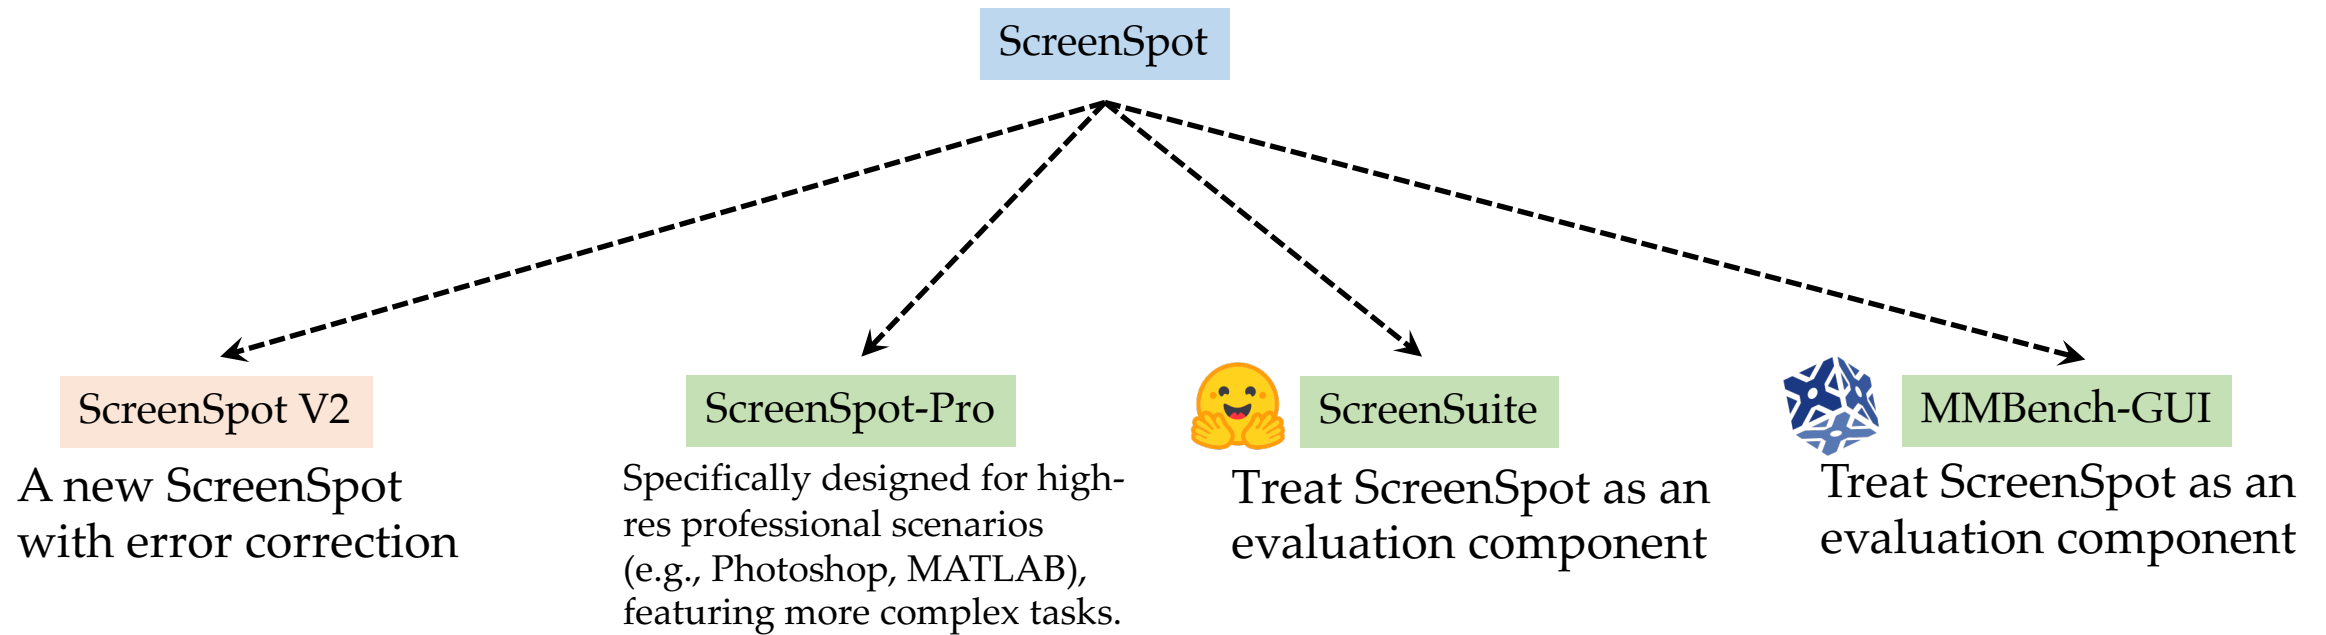 ScreenSpot
ScreenSpot V2
A new ScreenSpot
with error correction
ScreenSpot-Pro
Specifically designed for high-
res professional scenarios
(e.g., Photoshop, MATLAB),
featuring more complex tasks.
ScreenSuite
Treat ScreenSpot as an
evaluation component
MMBench-GUI
Treat ScreenSpot as an
evaluation component